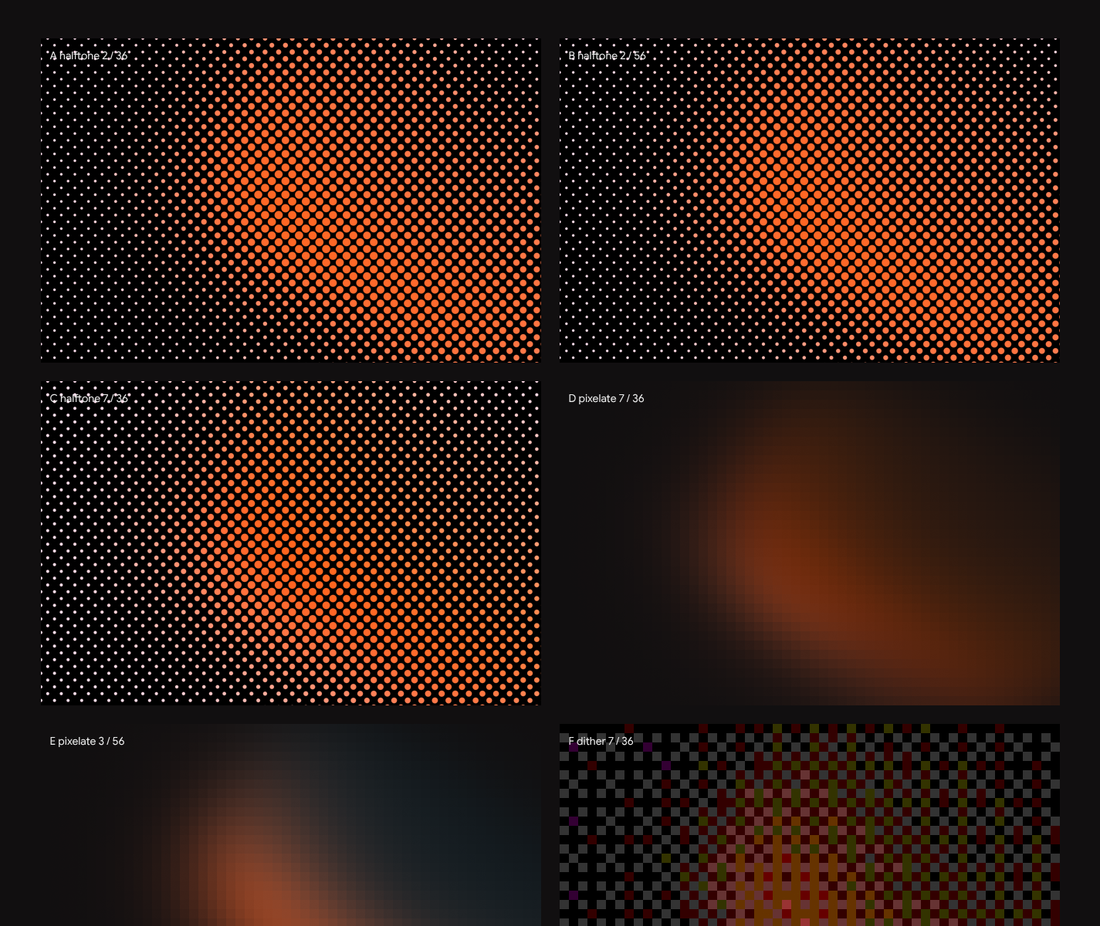 A halftone 2 / 36
B halftone 2 / 56
C halftone 7 / 36
D pixelate 7 / 36
E pixelate 3 / 56
F dither 7 / 36